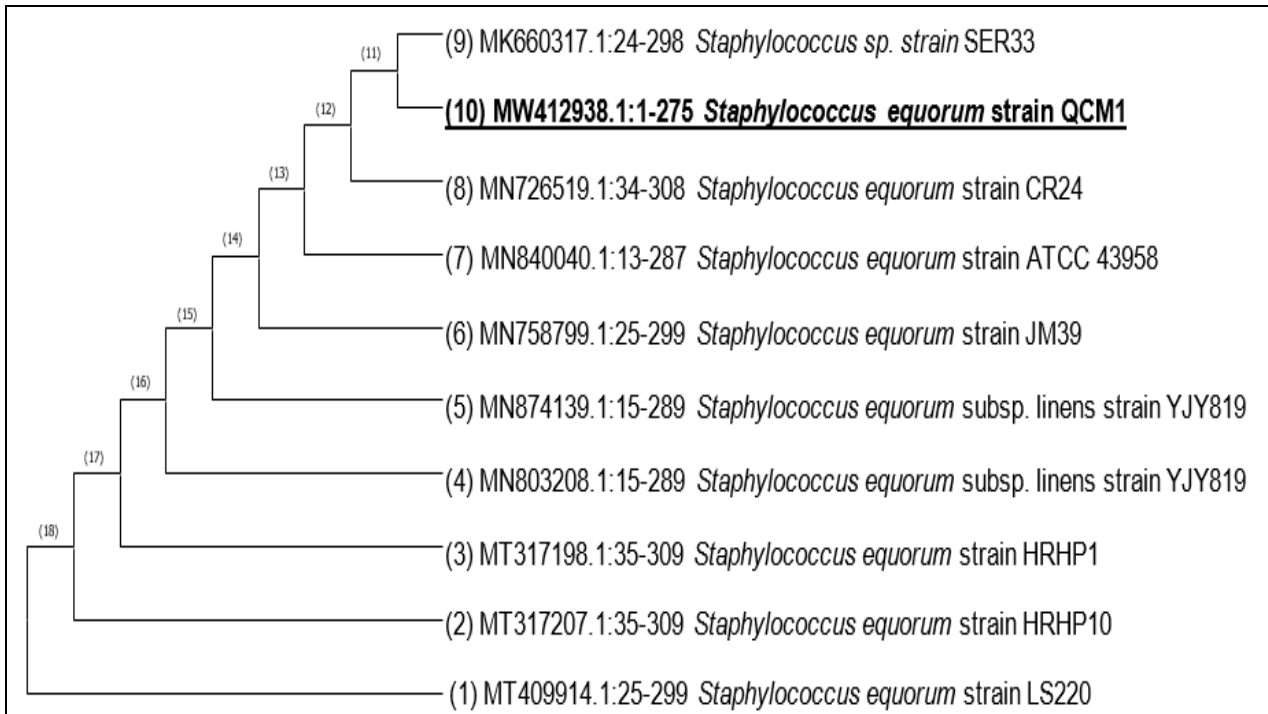 (11)
(9) MK660317.1:24-298 Staphylococcus sp. strain SER33
(12)
(10) MW412938.1:1-275 Staphylococcus equorum strain QCM1
(13)
(8) MN726519.1:34-308 Staphylococcus equorum strain CR24
(14)
(7) MN840040.1:13-287 Staphylococcus equorum strain ATCC 43958
(15)
(6) MN758799.1:25-299 Staphylococcus equorum strain JM39
(16)
(5) MN874139.1:15-289 Staphylococcus equorum subsp. linens strain YJY819
(17)
(4) MN803208.1:15-289 Staphylococcus equorum subsp. linens strain YJY819
(18)
(3) MT317198.1:35-309 Staphylococcus equorum strain HRHP1
(2) MT317207.1:35-309 Staphylococcus equorum strain HRHP10
(1) MT409914.1:25-299 Staphylococcus equorum strain LS220